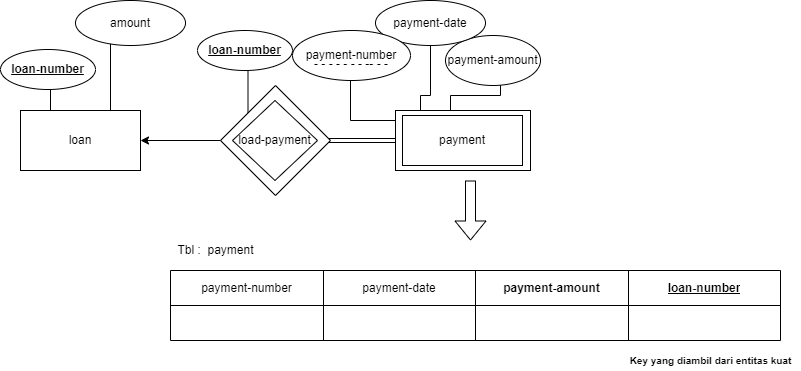 amount
loan-number
loan-number
payment-number
payment-date
payment-amount
loan
load-payment
payment
Tbl : payment
payment-number payment-date payment-amount loan-number
Key yang diambil dari entitas kuat